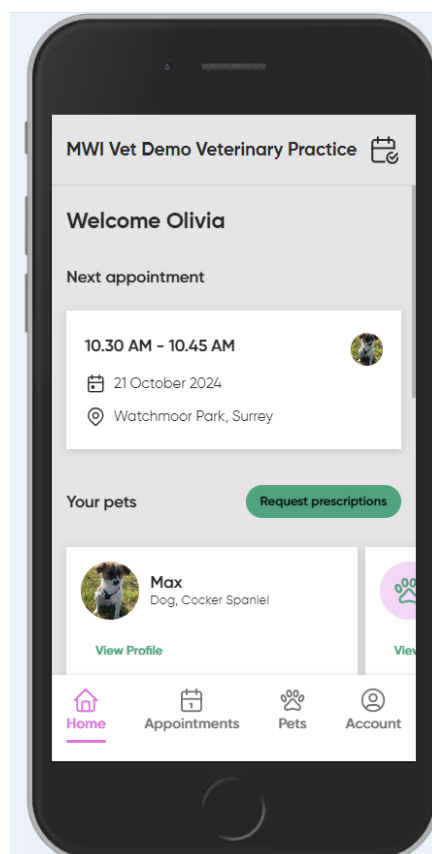 MWI Vet Demo Veterinary Practice
Welcome Olivia
Next appointment
10.30 AM - 10.45 AM
21 October 2024
Watchmoor Park, Surrey
Your pets
Request prescriptions
Max
Dog, Cocker Spaniel
View Profile
1
Home
Appointments
Pets
Account